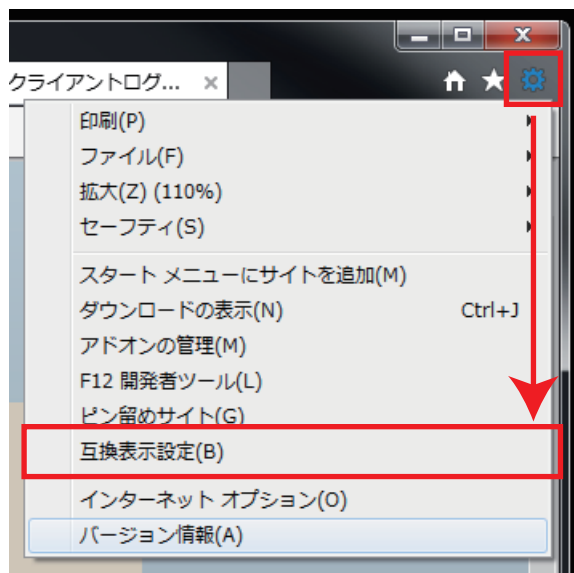 クライアントログ...
印刷(P)
ファイル(F)
拡大(Z) (110%)
セーフティ(S)
スタート メニューにサイトを追加(M)
ダウンロードの表示(N) Ctrl+J
アドオンの管理(M)
F12 開発者ツール(L)
ピン留めサイト(G)
互換表示設定(B)
インターネット オプション(O)
バージョン情報(A)